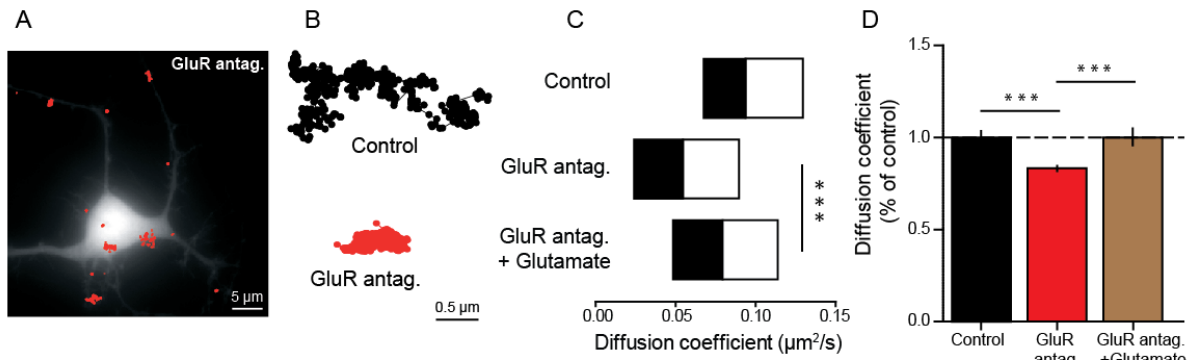 A
GluR antag.
5 µm
B
Control
GluR antag.
0.5 µm
C
Control
GluR antag.
GluR antag.
+ Glutamate
***
0.00
0.05
0.10
0.15
Diffusion coefficient (µm²/s)
D
Diffusion coefficient
(% of control)
1.5
1.0
0.5
0.0
***
***
Control
GluR
antag.
GluR antag.
+Glutamate